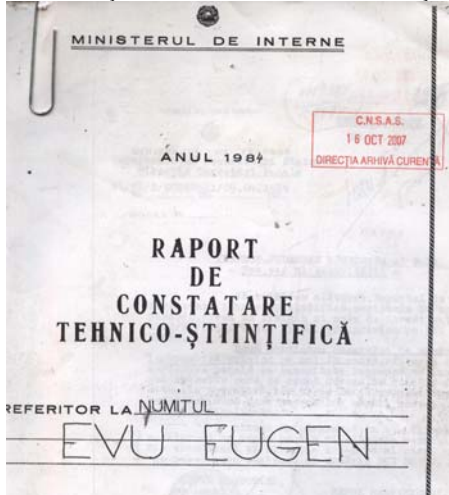 MINISTERUL DE INTERNE
C.N.S.A.S.
16 OCT 2007
DIRECȚIA ARHIVĂ CURENTĂ
ANUL 1984
RAPORT
DE
CONSTATARE
TEHNICO-ȘTIINȚIFICĂ
REFERITOR LA NUMITUL
EVU EUGEN